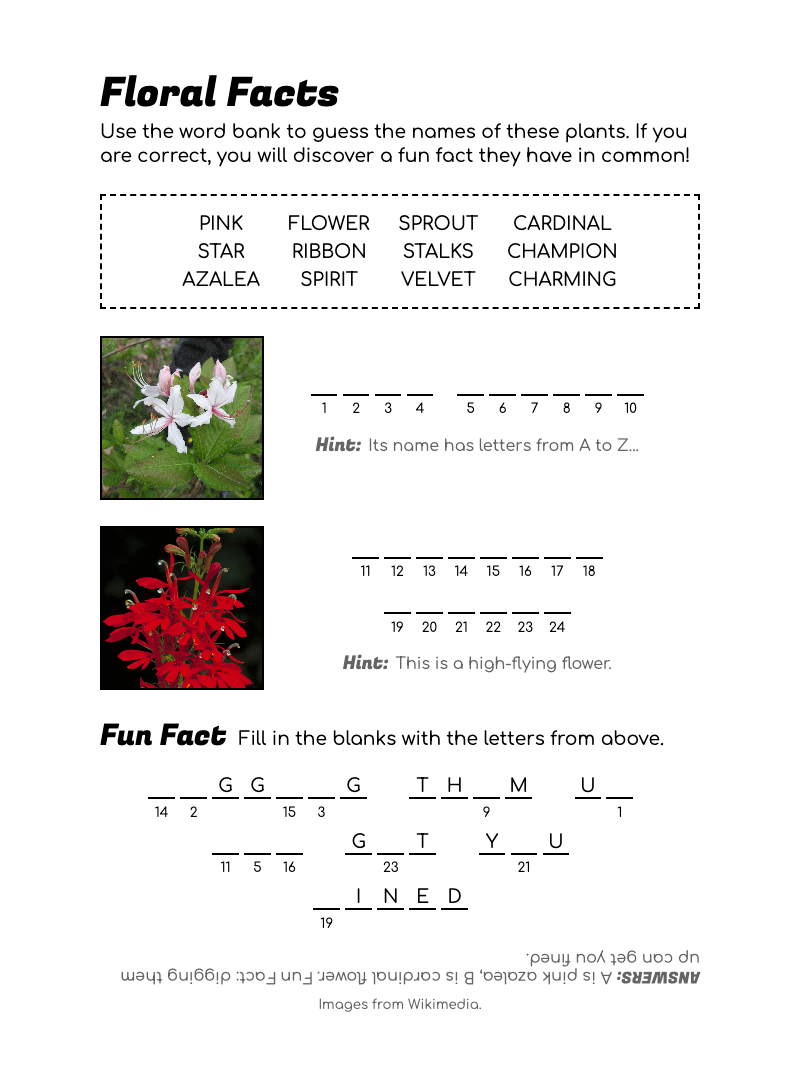 Floral Facts
Use the word bank to guess the names of these plants. If you
are correct, you will discover a fun fact they have in common!
PINK FLOWER SPROUT CARDINAL
STAR RIBBON STALKS CHAMPION
AZALEA SPIRIT VELVET CHARMING
1 2 3 4 5 6 7 8 9 10
Hint: Its name has letters from A to Z...
11 12 13 14 15 16 17 18
19 20 21 22 23 24
Hint: This is a high-flying flower.
Fun Fact Fill in the blanks with the letters from above.
G G G T H M U
14 2 15 3 9 1
G T Y U
11 5 16 23 21
I N E D
19
ANSWERS: A is pink azalea, B is cardinal flower. Fun Fact: digging them
up can get you fined.
Images from Wikimedia.